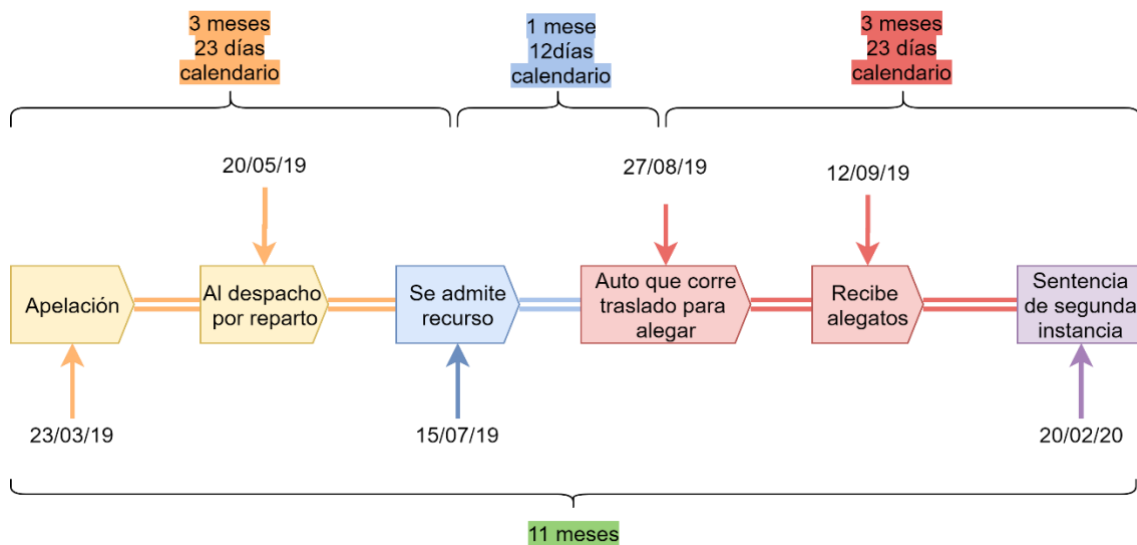 3 meses
23 días
calendario
1 mese
12días
calendario
3 meses
23 días
calendario
20/05/19
27/08/19
12/09/19
Apelación
Al despacho
por reparto
Se admite
recurso
Auto que corre
traslado para
alegar
Recibe
alegatos
Sentencia
de segunda
instancia
23/03/19
15/07/19
20/02/20
11 meses